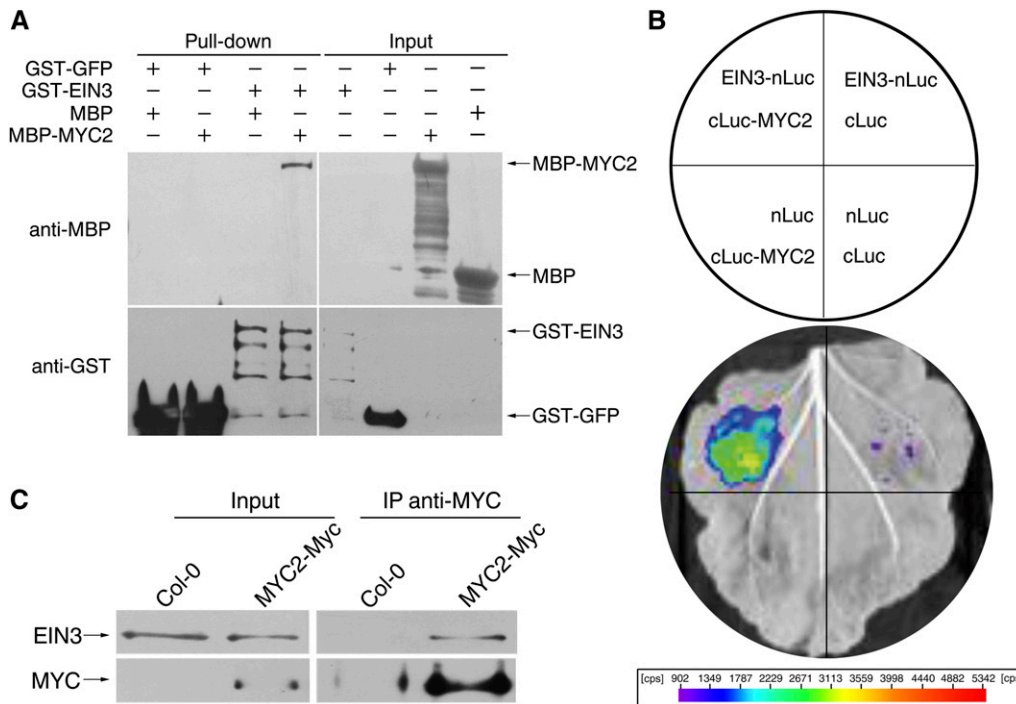 A
Pull-down Input
GST-GFP + + − − − + − −
GST-EIN3 − − + + + − − −
MBP + − + − − − − +
MBP-MYC2 − + − + − − + −
anti-MBP
MBP-MYC2
MBP
anti-GST
GST-EIN3
GST-GFP
B
EIN3-nLuc EIN3-nLuc
cLuc-MYC2 cLuc
nLuc nLuc
cLuc-MYC2 cLuc
[cps] 902 1349 1787 2229 2671 3113 3559 3998 4440 4882 5342 [cps
C
Input IP anti-MYC
Col-0 MYC2-Myc Col-0 MYC2-Myc
EIN3
MYC